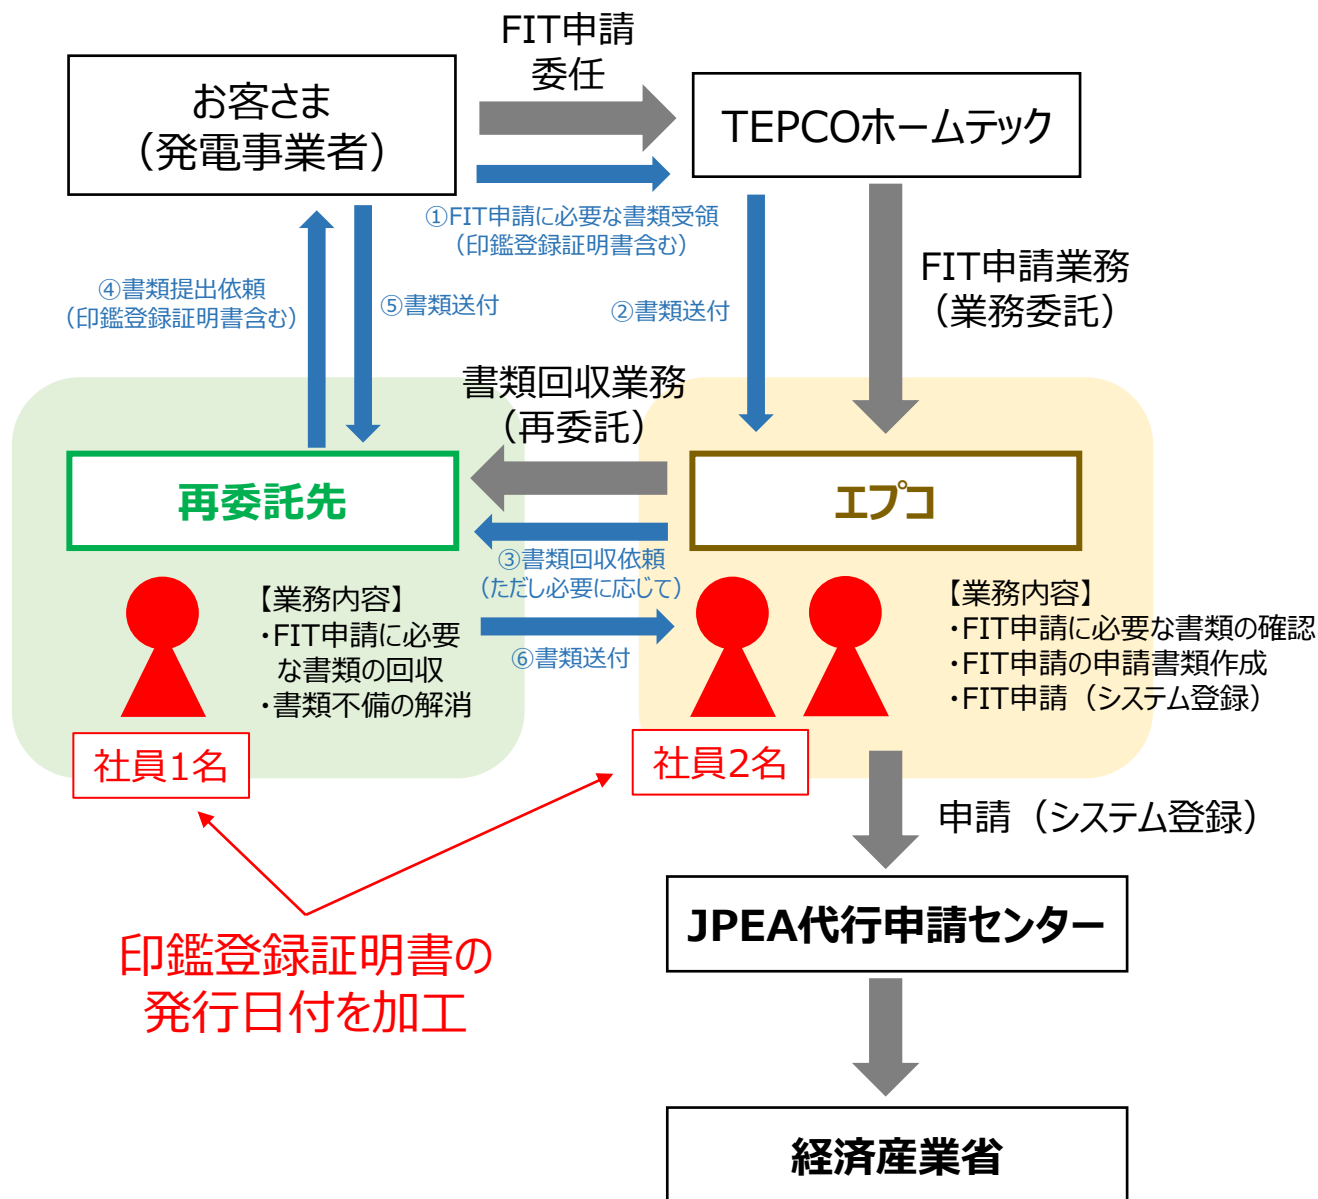 FIT申請
委任
お客さま
（発電事業者）
TEPCOホームテック
①FIT申請に必要な書類受領
（印鑑登録証明書含む）
④書類提出依頼
（印鑑登録証明書含む）
⑤書類送付
②書類送付
FIT申請業務
（業務委託）
書類回収業務
（再委託）
再委託先
エプコ
③書類回収依頼
（ただし必要に応じて）
【業務内容】
・FIT申請に必要
な書類の回収
・書類不備の解消
⑥書類送付
【業務内容】
・FIT申請に必要な書類の確認
・FIT申請の申請書類作成
・FIT申請（システム登録）
社員1名
社員2名
申請（システム登録）
JPEA代行申請センター
印鑑登録証明書の
発行日付を加工
経済産業省